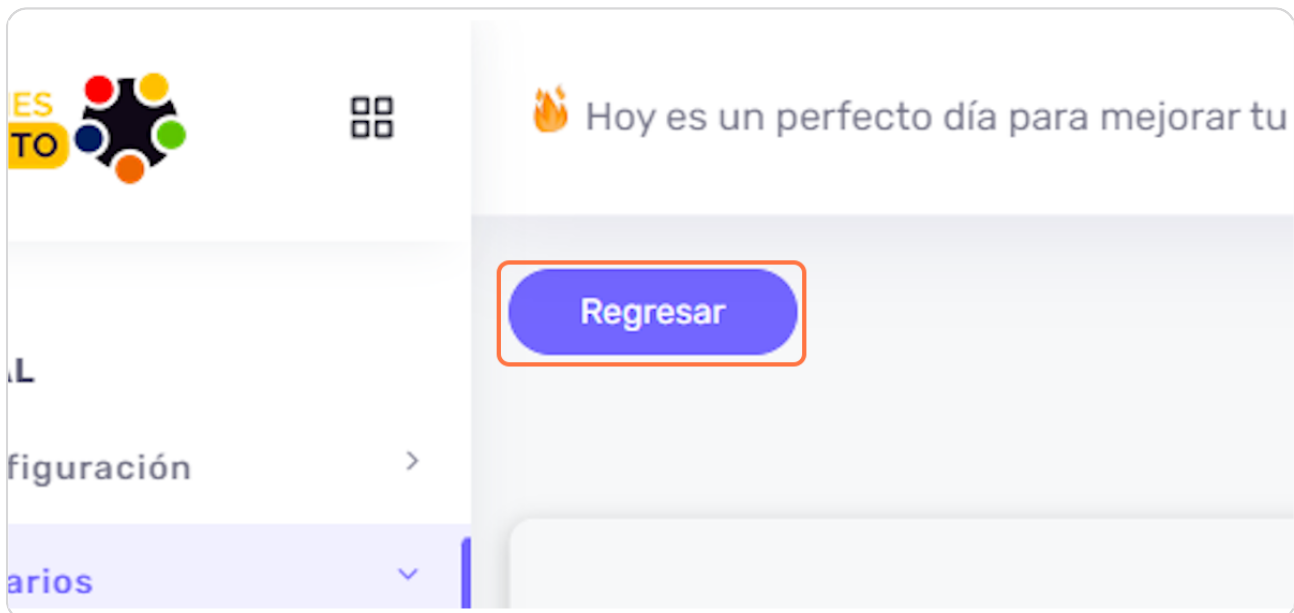 ES
TO
Hoy es un perfecto día para mejorar tu
Regresar
AL
figuración
arios